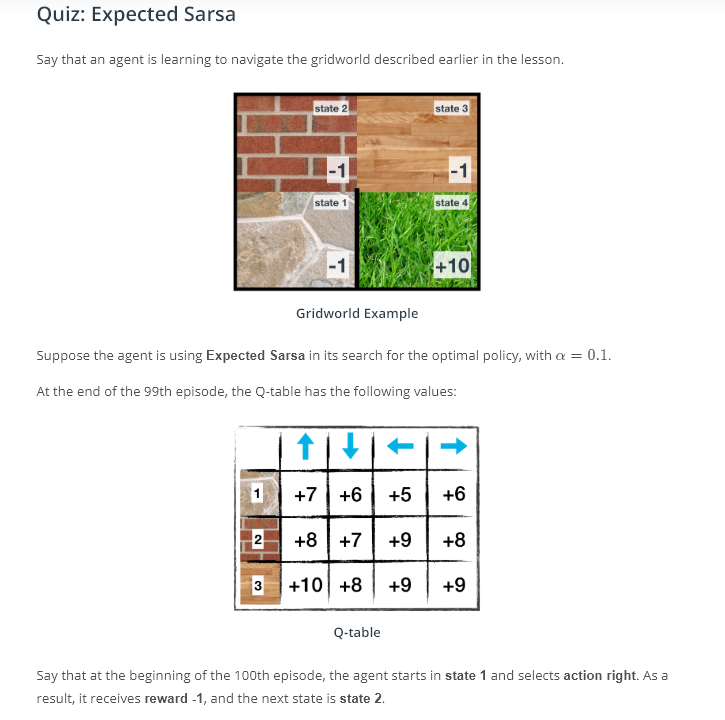 Quiz: Expected Sarsa
Say that an agent is learning to navigate the gridworld described earlier in the lesson.
state 2
state 3
-1
-1
state 1
state 4
-1
+10
Gridworld Example
Suppose the agent is using Expected Sarsa in its search for the optimal policy, with α = 0.1.
At the end of the 99th episode, the Q-table has the following values:
↑ ↓ ← →
1 +7 +6 +5 +6
2 +8 +7 +9 +8
3 +10 +8 +9 +9
Q-table
Say that at the beginning of the 100th episode, the agent starts in state 1 and selects action right. As a
result, it receives reward -1, and the next state is state 2.